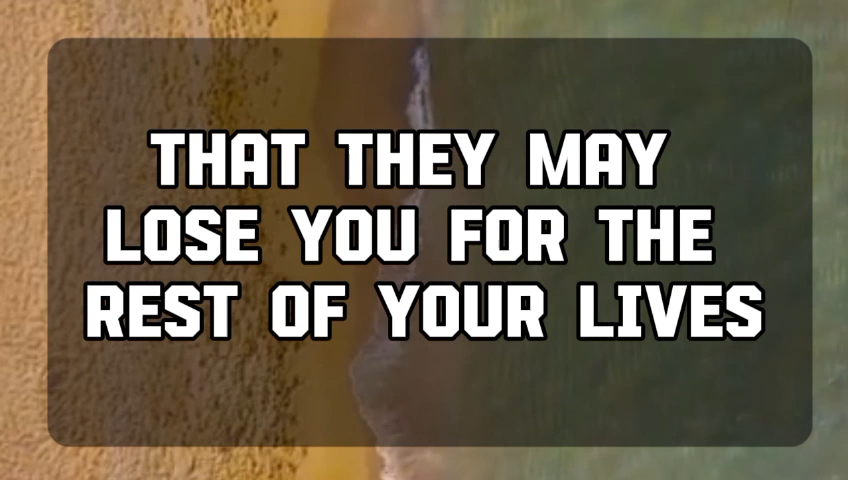 THAT THEY MAY
LOSE YOU FOR THE
REST OF YOUR LIVES